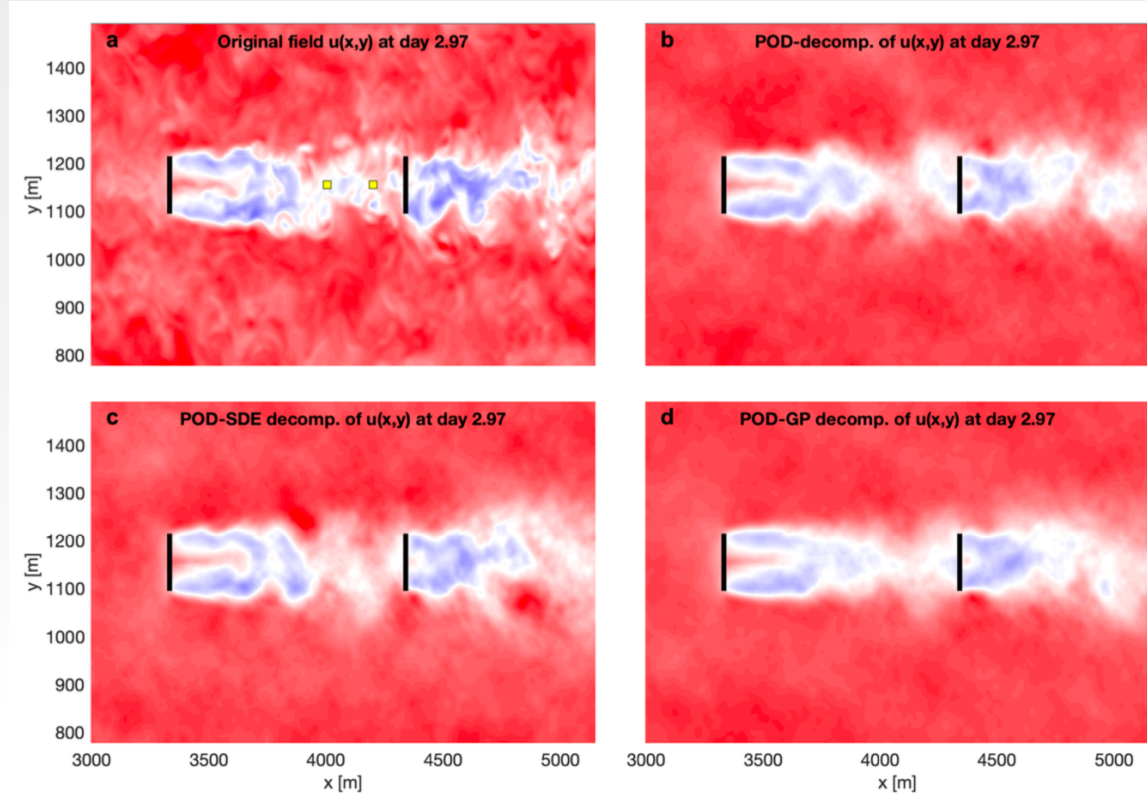 a Original field u(x,y) at day 2.97
b POD-decomp. of u(x,y) at day 2.97
1400
1300
1200
1100
1000
900
800
y [m]
c POD-SDE decomp. of u(x,y) at day 2.97
d POD-GP decomp. of u(x,y) at day 2.97
1400
1300
1200
1100
1000
900
800
y [m]
3000 3500 4000 4500 5000
x [m]
3000 3500 4000 4500 5000
x [m]